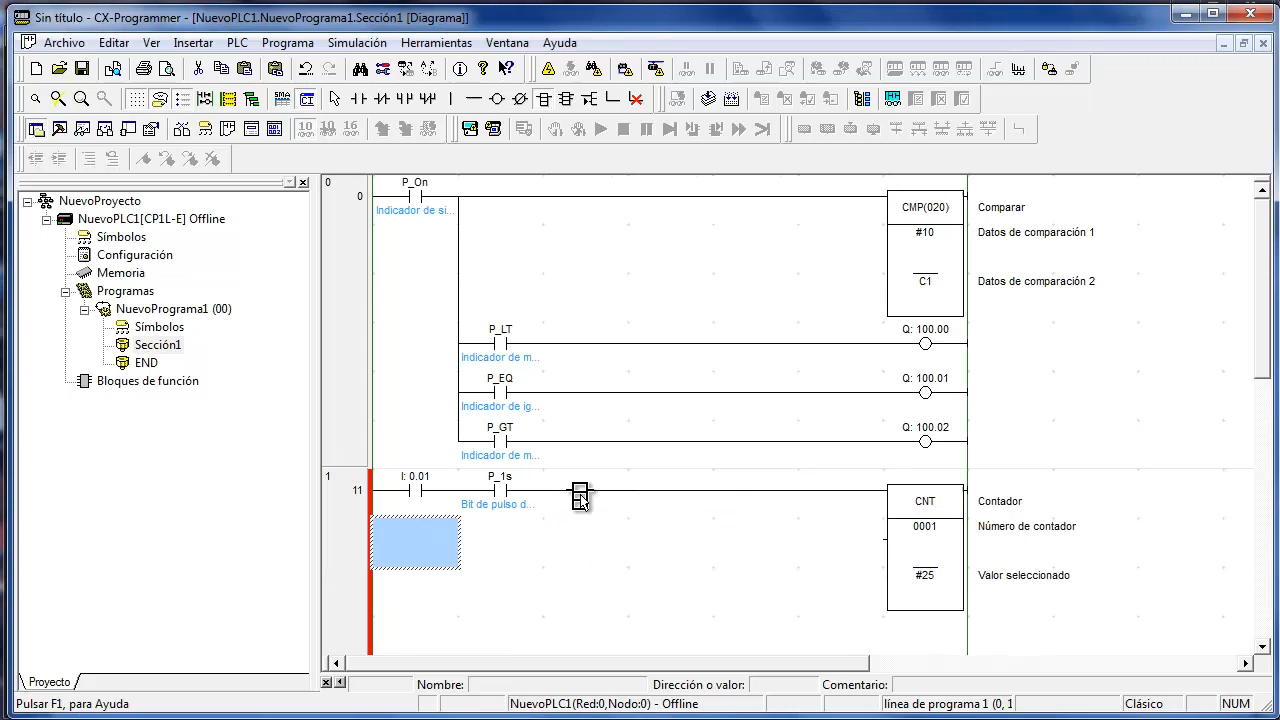 Sin título - CX-Programmer - [NuevoPLC1.NuevoPrograma1.Sección1 [Diagrama]]
Archivo Editar Ver Insertar PLC Programa Simulación Herramientas Ventana Ayuda
10 10 16
NuevoProyecto
NuevoPLC1[CP1L-E] Offline
Símbolos
Configuración
Memoria
Programas
NuevoPrograma1 (00)
Símbolos
Sección1
END
Bloques de función
Proyecto
0
0
P_On
Indicador de si...
CMP(020)
Comparar
#10
Datos de comparación 1
C1
Datos de comparación 2
P_LT
Q: 100.00
Indicador de m...
P_EQ
Q: 100.01
Indicador de ig...
P_GT
Q: 100.02
Indicador de m...
1
11
I: 0.01
P_1s
Bit de pulso d...
CNT
Contador
0001
Número de contador
#25
Valor seleccionado
Nombre: Dirección o valor: Comentario:
Pulsar F1, para Ayuda
NuevoPLC1(Red:0,Nodo:0) - Offline
línea de programa 1 (0, 1
Clásico
NUM